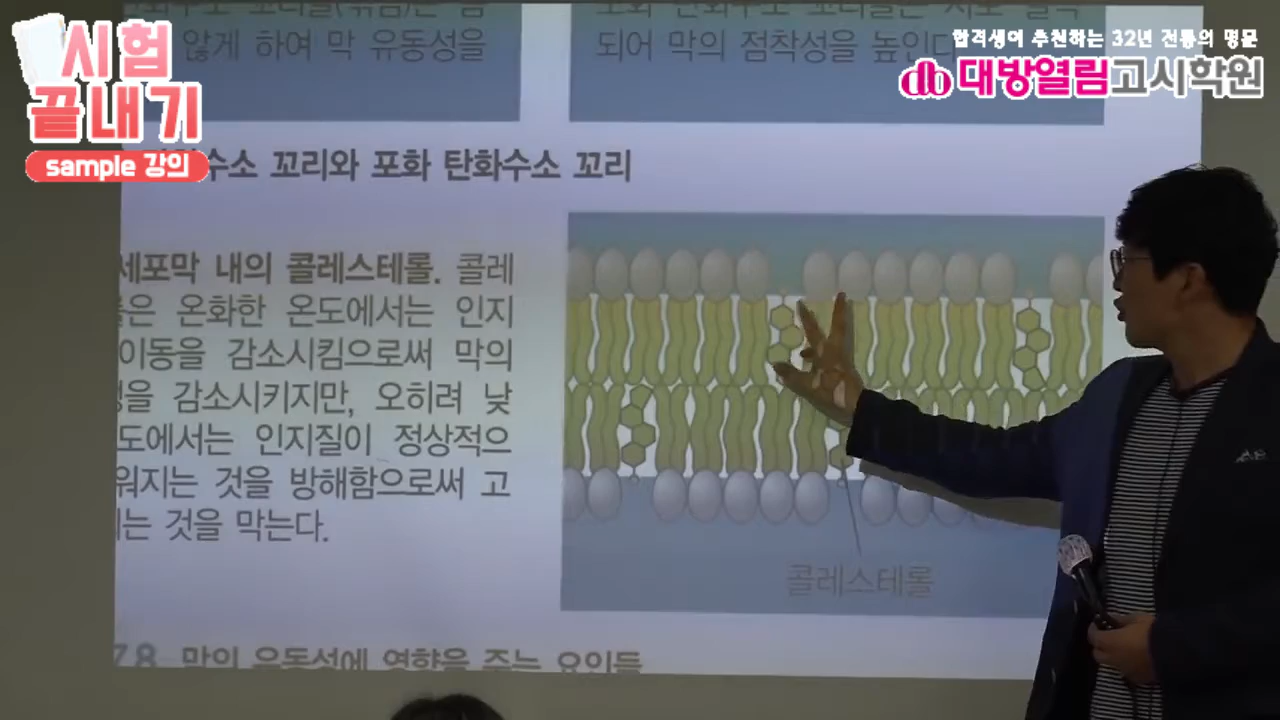 시험
끝내기
sample 강의
합격생이 추천하는 32년 전통의 명문
대방열림고시학원
않게 하여 막 유동성을
되어 막의 점착성을 높인다
수소 꼬리와 포화 탄화수소 꼬리
세포막 내의 콜레스테롤. 콜레
은 온화한 온도에서는 인지
이동을 감소시킴으로써 막의
을 감소시키지만, 오히려 낮
도에서는 인지질이 정상적으
워지는 것을 방해함으로써 고
는 것을 막는다.
콜레스테롤
7.8 막의 유동성에 영향을 주는 요인들